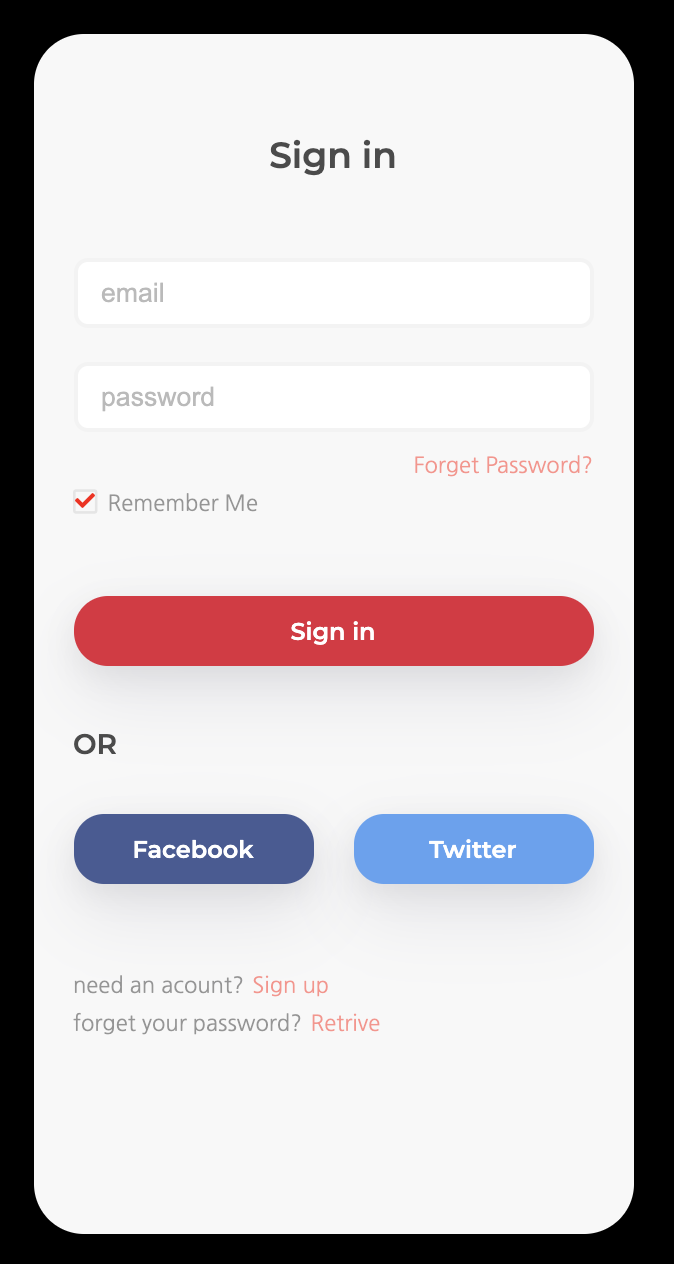 Sign in
email
password
Forget Password?
Remember Me
Sign in
OR
Facebook
Twitter
need an acount? Sign up
forget your password? Retrive